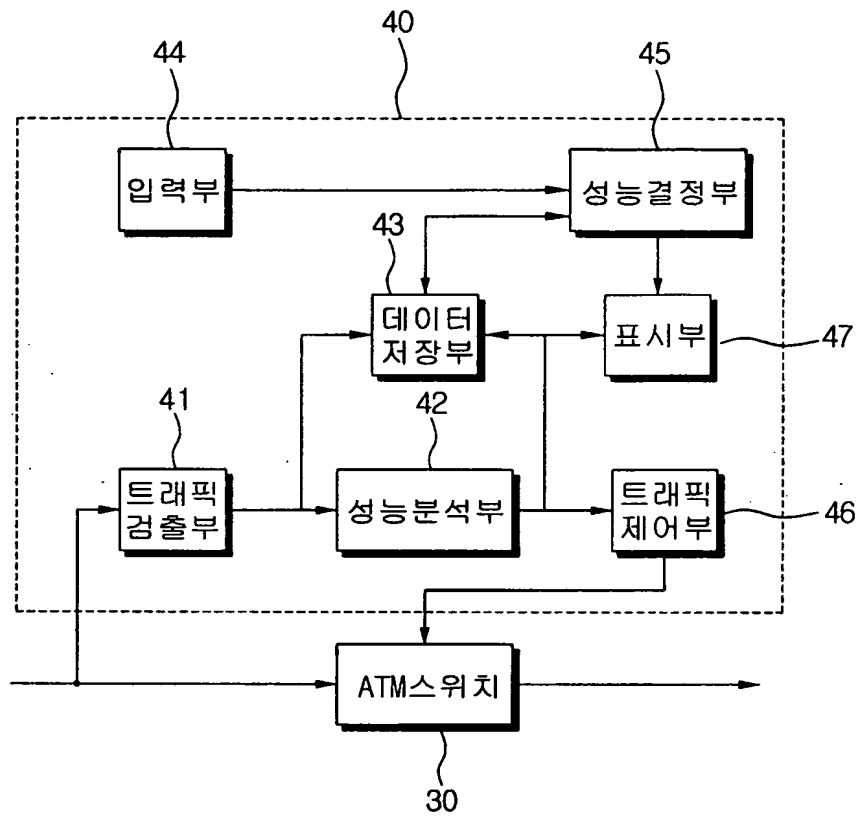 40
44
45
입력부
성능결정부
43
데이터
저장부
표시부
47
41
42
트래픽
검출부
성능분석부
트래픽
제어부
46
ATM스위치
30